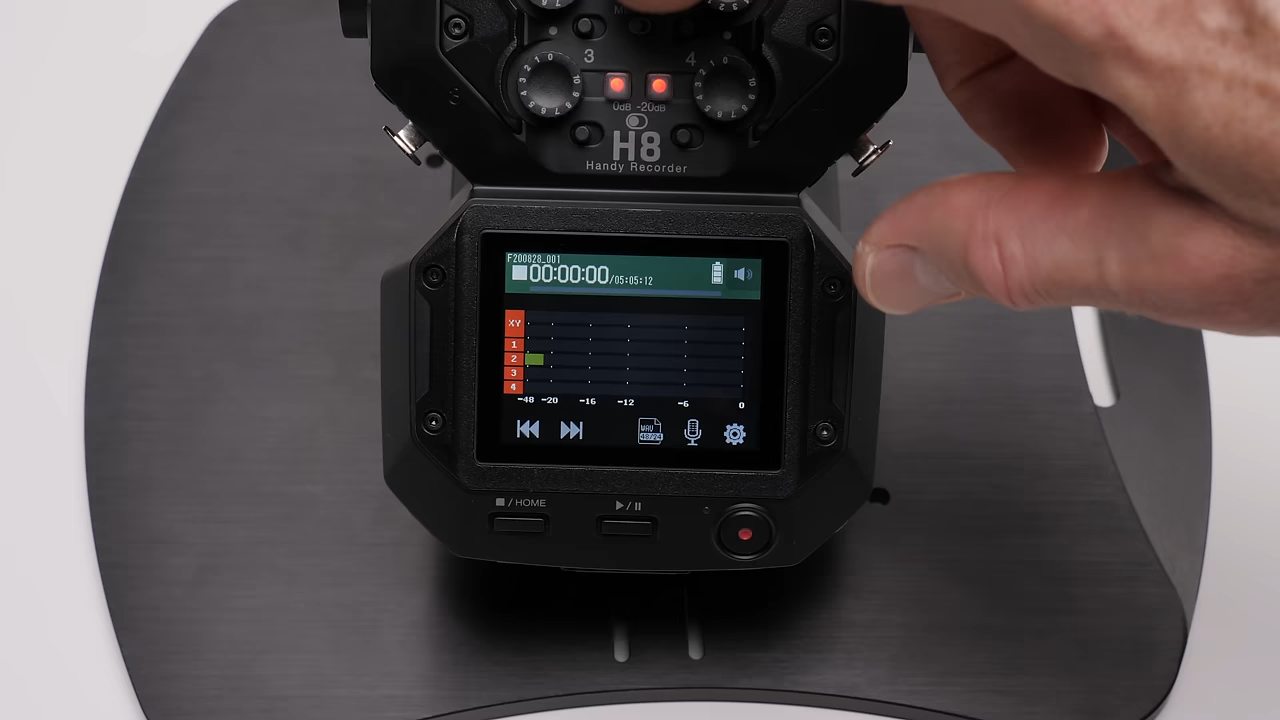 3 4
0dB -20dB
H8
Handy Recorder
F200828_001
00:00:00/05:05:12
XY
1
2
3
4
-48 -20 -16 -12 -6 0
WAV
48/24
/ HOME
/